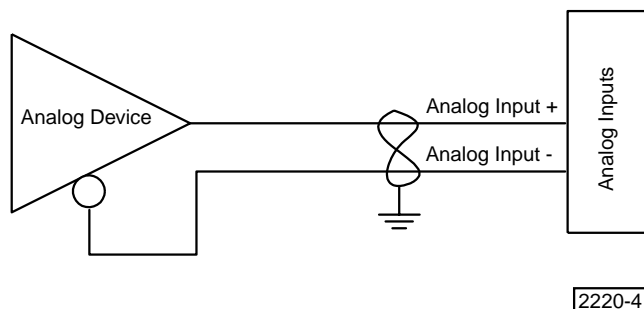 Analog Device
Analog Input +
Analog Input -
Analog Inputs
2220-4